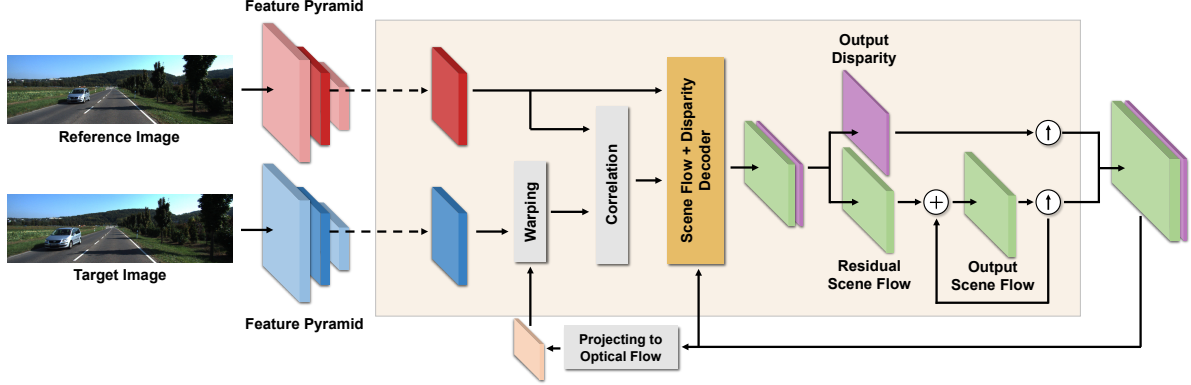 Feature Pyramid
Reference Image
Target Image
Feature Pyramid
Warping
Correlation
Scene Flow + Disparity
Decoder
Output
Disparity
Residual
Scene Flow
Output
Scene Flow
Projecting to
Optical Flow